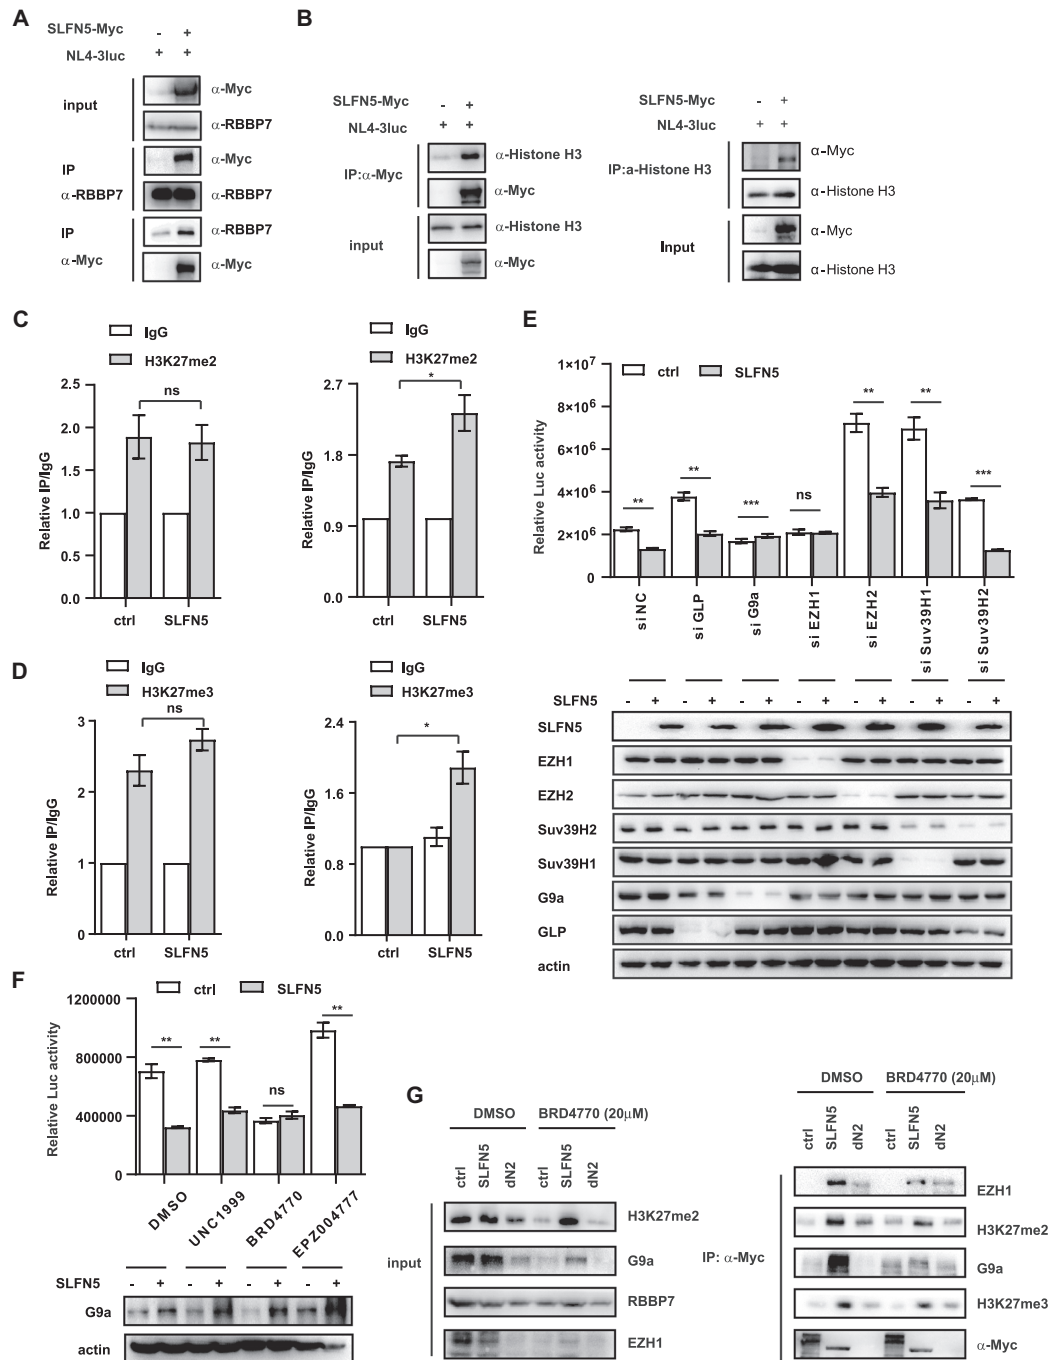 A
SLFN5-Myc - +
NL4-3luc + +
input
α-Myc
α-RBBP7
IP
α-RBBP7
α-Myc
α-RBBP7
IP
α-Myc
α-RBBP7
α-Myc
B
SLFN5-Myc - +
NL4-3luc + +
IP:α-Myc
α-Histone H3
α-Myc
input
α-Histone H3
α-Myc
SLFN5-Myc - +
NL4-3luc + +
IP:a-Histone H3
α-Myc
α-Histone H3
Input
α-Myc
α-Histone H3
C
IgG
H3K27me2
Relative IP/IgG
2.5
2.0
1.5
1.0
0.5
0.0
ns
ctrl SLFN5
IgG
H3K27me2
Relative IP/IgG
2.7
1.8
0.9
0.0
*
ctrl SLFN5
D
IgG
H3K27me3
Relative IP/IgG
3
2
1
0
ns
ctrl SLFN5
IgG
H3K27me3
Relative IP/IgG
2.4
1.6
0.8
0.0
*
ctrl SLFN5
E
ctrl SLFN5
Relative Luc activity
1×10⁷
8×10⁶
6×10⁶
4×10⁶
2×10⁶
0
** ** *** ns ** ** ***
si NC
si GLP
si G9a
si EZH1
si EZH2
si Suv39H1
si Suv39H2
SLFN5 - + - + - + - + - + - + - +
SLFN5
EZH1
EZH2
Suv39H2
Suv39H1
G9a
GLP
actin
F
ctrl SLFN5
Relative Luc activity
1200000
800000
400000
0
** ** ns **
DMSO
UNC1999
BRD4770
EPZ004777
SLFN5 - + - + - + - +
G9a
actin
G
DMSO BRD4770 (20μM)
ctrl SLFN5 dN2 ctrl SLFN5 dN2
input
H3K27me2
G9a
RBBP7
EZH1
DMSO BRD4770 (20μM)
ctrl SLFN5 dN2 ctrl SLFN5 dN2
IP: α-Myc
EZH1
H3K27me2
G9a
H3K27me3
α-Myc